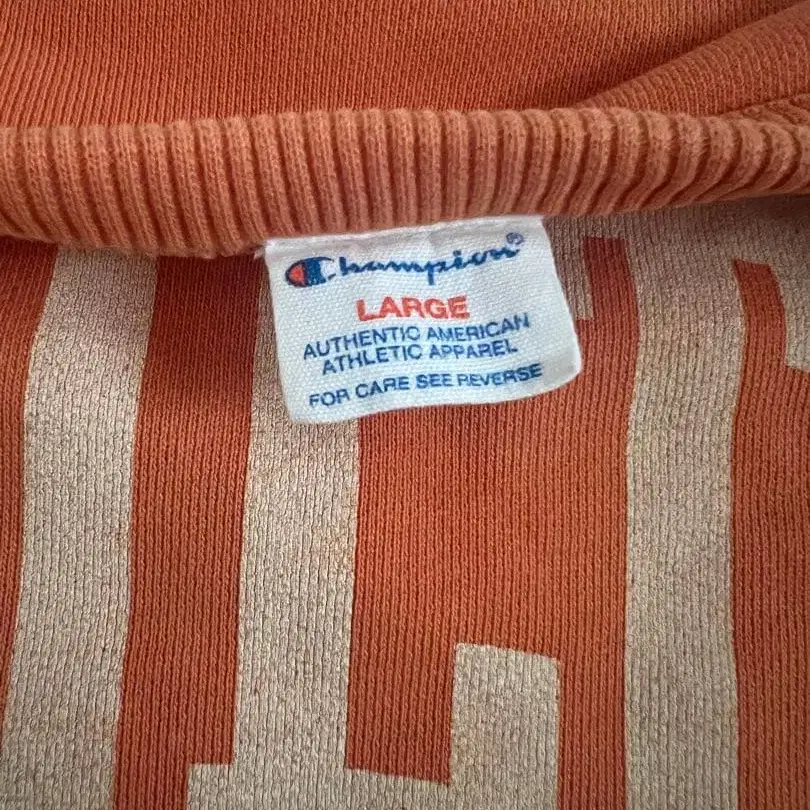 Champion®
LARGE
AUTHENTIC AMERICAN
ATHLETIC APPAREL
FOR CARE SEE REVERSE